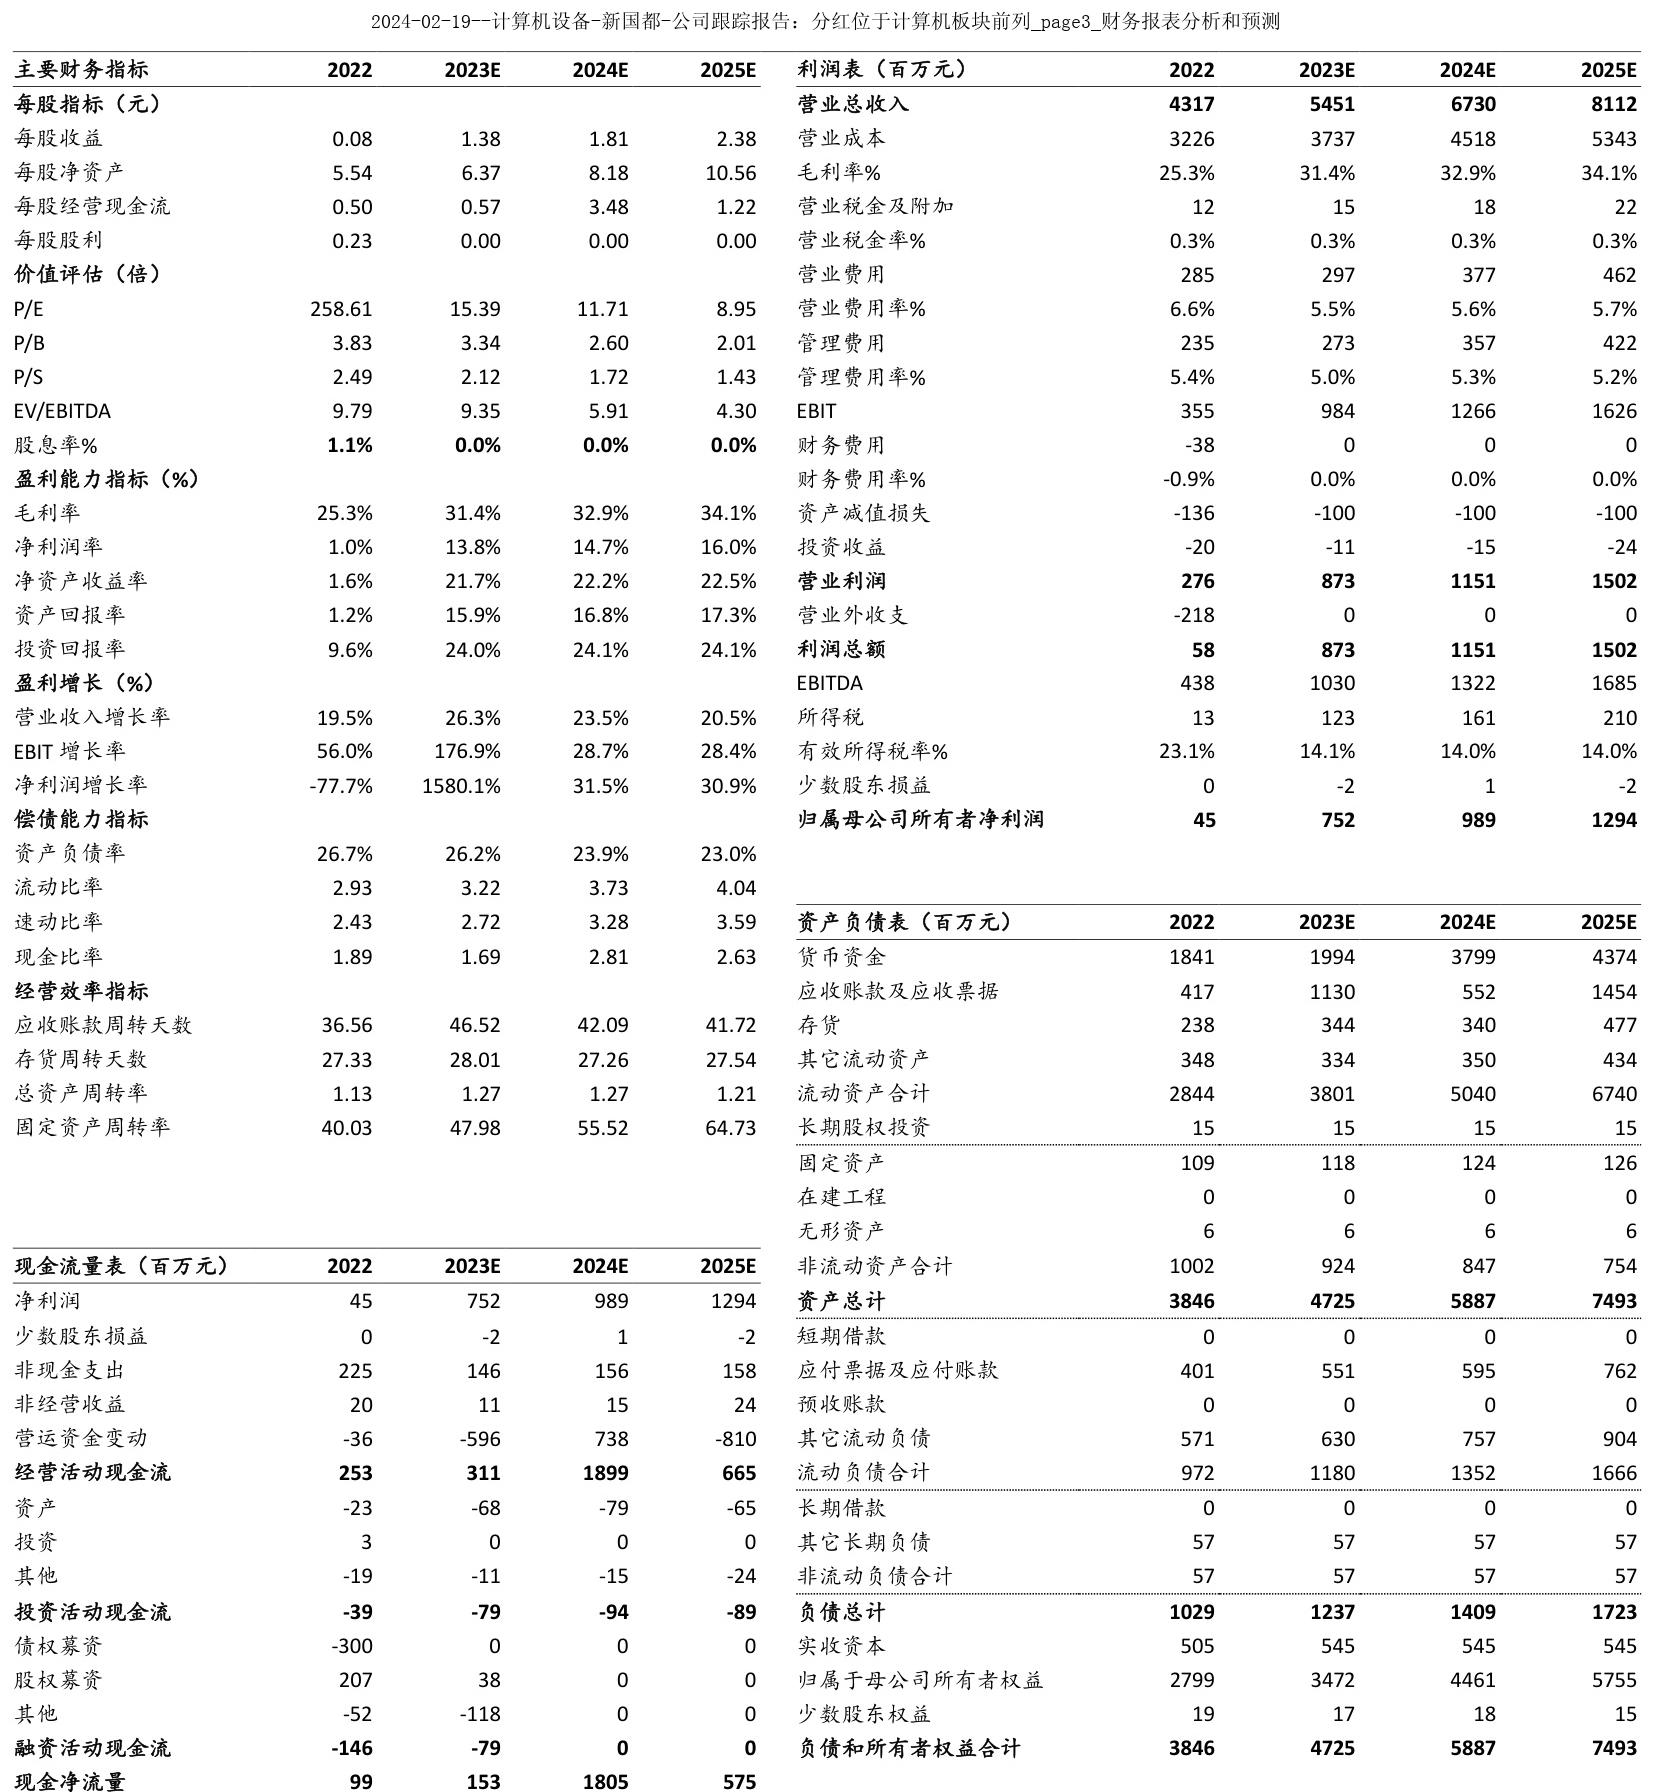 2024-02-19--计算机设备-新国都-公司跟踪报告：分红位于计算机板块前列_page3_财务报表分析和预测
主要财务指标 2022 2023E 2024E 2025E
每股指标（元）
每股收益 0.08 1.38 1.81 2.38
每股净资产 5.54 6.37 8.18 10.56
每股经营现金流 0.50 0.57 3.48 1.22
每股股利 0.23 0.00 0.00 0.00
价值评估（倍）
P/E 258.61 15.39 11.71 8.95
P/B 3.83 3.34 2.60 2.01
P/S 2.49 2.12 1.72 1.43
EV/EBITDA 9.79 9.35 5.91 4.30
股息率% 1.1% 0.0% 0.0% 0.0%
盈利能力指标（%）
毛利率 25.3% 31.4% 32.9% 34.1%
净利润率 1.0% 13.8% 14.7% 16.0%
净资产收益率 1.6% 21.7% 22.2% 22.5%
资产回报率 1.2% 15.9% 16.8% 17.3%
投资回报率 9.6% 24.0% 24.1% 24.1%
盈利增长（%）
营业收入增长率 19.5% 26.3% 23.5% 20.5%
EBIT 增长率 56.0% 176.9% 28.7% 28.4%
净利润增长率 -77.7% 1580.1% 31.5% 30.9%
偿债能力指标
资产负债率 26.7% 26.2% 23.9% 23.0%
流动比率 2.93 3.22 3.73 4.04
速动比率 2.43 2.72 3.28 3.59
现金比率 1.89 1.69 2.81 2.63
经营效率指标
应收账款周转天数 36.56 46.52 42.09 41.72
存货周转天数 27.33 28.01 27.26 27.54
总资产周转率 1.13 1.27 1.27 1.21
固定资产周转率 40.03 47.98 55.52 64.73
现金流量表（百万元） 2022 2023E 2024E 2025E
净利润 45 752 989 1294
少数股东损益 0 -2 1 -2
非现金支出 225 146 156 158
非经营收益 20 11 15 24
营运资金变动 -36 -596 738 -810
经营活动现金流 253 311 1899 665
资产 -23 -68 -79 -65
投资 3 0 0 0
其他 -19 -11 -15 -24
投资活动现金流 -39 -79 -94 -89
债权募资 -300 0 0 0
股权募资 207 38 0 0
其他 -52 -118 0 0
融资活动现金流 -146 -79 0 0
现金净流量 99 153 1805 575
利润表（百万元） 2022 2023E 2024E 2025E
营业总收入 4317 5451 6730 8112
营业成本 3226 3737 4518 5343
毛利率% 25.3% 31.4% 32.9% 34.1%
营业税金及附加 12 15 18 22
营业税金率% 0.3% 0.3% 0.3% 0.3%
营业费用 285 297 377 462
营业费用率% 6.6% 5.5% 5.6% 5.7%
管理费用 235 273 357 422
管理费用率% 5.4% 5.0% 5.3% 5.2%
EBIT 355 984 1266 1626
财务费用 -38 0 0 0
财务费用率% -0.9% 0.0% 0.0% 0.0%
资产减值损失 -136 -100 -100 -100
投资收益 -20 -11 -15 -24
营业利润 276 873 1151 1502
营业外收支 -218 0 0 0
利润总额 58 873 1151 1502
EBITDA 438 1030 1322 1685
所得税 13 123 161 210
有效所得税率% 23.1% 14.1% 14.0% 14.0%
少数股东损益 0 -2 1 -2
归属母公司所有者净利润 45 752 989 1294
资产负债表（百万元） 2022 2023E 2024E 2025E
货币资金 1841 1994 3799 4374
应收账款及应收票据 417 1130 552 1454
存货 238 344 340 477
其它流动资产 348 334 350 434
流动资产合计 2844 3801 5040 6740
长期股权投资 15 15 15 15
固定资产 109 118 124 126
在建工程 0 0 0 0
无形资产 6 6 6 6
非流动资产合计 1002 924 847 754
资产总计 3846 4725 5887 7493
短期借款 0 0 0 0
应付票据及应付账款 401 551 595 762
预收账款 0 0 0 0
其它流动负债 571 630 757 904
流动负债合计 972 1180 1352 1666
长期借款 0 0 0 0
其它长期负债 57 57 57 57
非流动负债合计 57 57 57 57
负债总计 1029 1237 1409 1723
实收资本 505 545 545 545
归属于母公司所有者权益 2799 3472 4461 5755
少数股东权益 19 17 18 15
负债和所有者权益合计 3846 4725 5887 7493